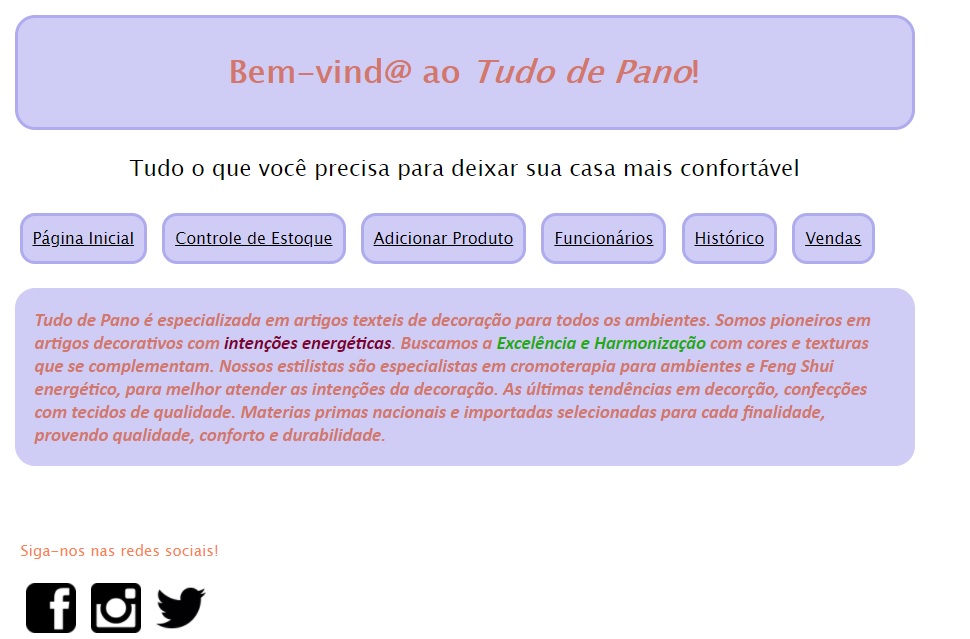 Bem-vind@ ao Tudo de Pano!
Tudo o que você precisa para deixar sua casa mais confortável
Página Inicial Controle de Estoque Adicionar Produto Funcionários Histórico Vendas
Tudo de Pano é especializada em artigos texteis de decoração para todos os ambientes. Somos pioneiros em
artigos decorativos com intenções energéticas. Buscamos a Excelência e Harmonização com cores e texturas
que se complementam. Nossos estilistas são especialistas em cromoterapia para ambientes e Feng Shui
energético, para melhor atender as intenções da decoração. As últimas tendências em decorção, confecções
com tecidos de qualidade. Materias primas nacionais e importadas selecionadas para cada finalidade,
provendo qualidade, conforto e durabilidade.
Siga-nos nas redes sociais!